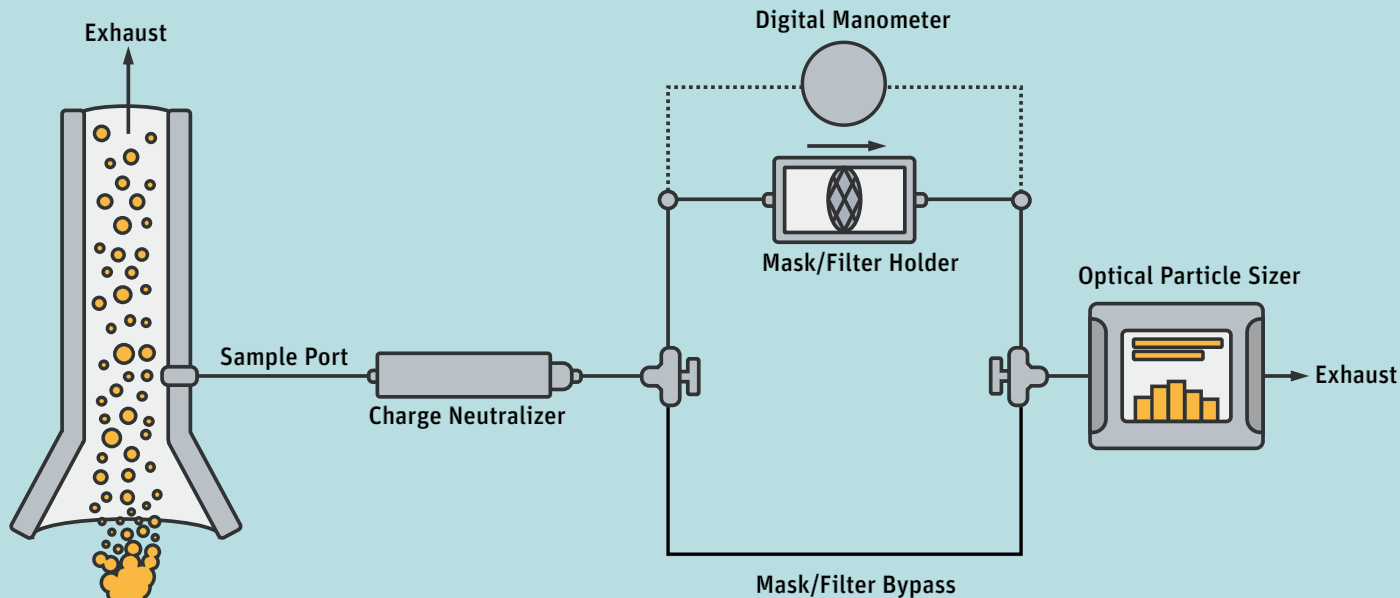 Digital Manometer
Exhaust
Mask/Filter Holder
Optical Particle Sizer
Sample Port
Exhaust
Charge Neutralizer
Mask/Filter Bypass